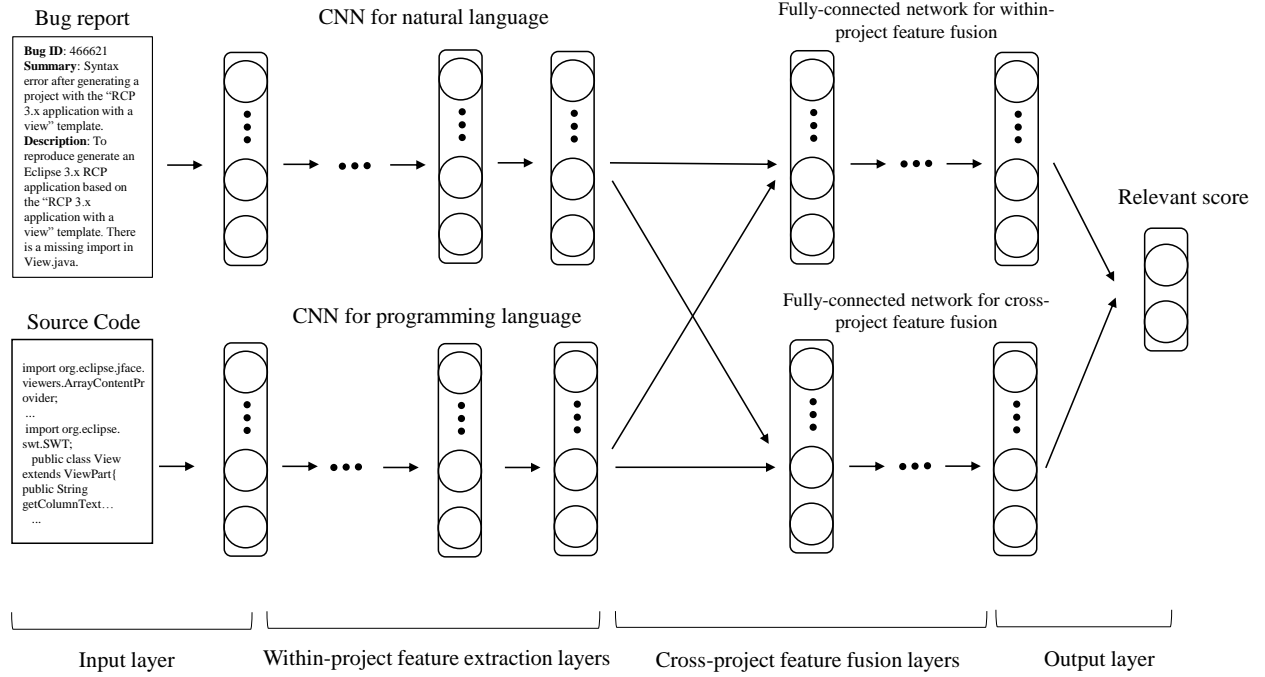 Bug report
Bug ID: 466621
Summary: Syntax
error after generating a
project with the “RCP
3.x application with a
view” template.
Description: To
reproduce generate an
Eclipse 3.x RCP
application based on
the “RCP 3.x
application with a
view” template. There
is a missing import in
View.java.
CNN for natural language
Fully-connected network for within-
project feature fusion
Relevant score
Source Code
import org.eclipse.jface.
viewers.ArrayContentPr
ovider;
...
import org.eclipse.
swt.SWT;
public class View
extends ViewPart{
public String
getColumnText…
...
CNN for programming language
Fully-connected network for cross-
project feature fusion
Input layer
Within-project feature extraction layers
Cross-project feature fusion layers
Output layer